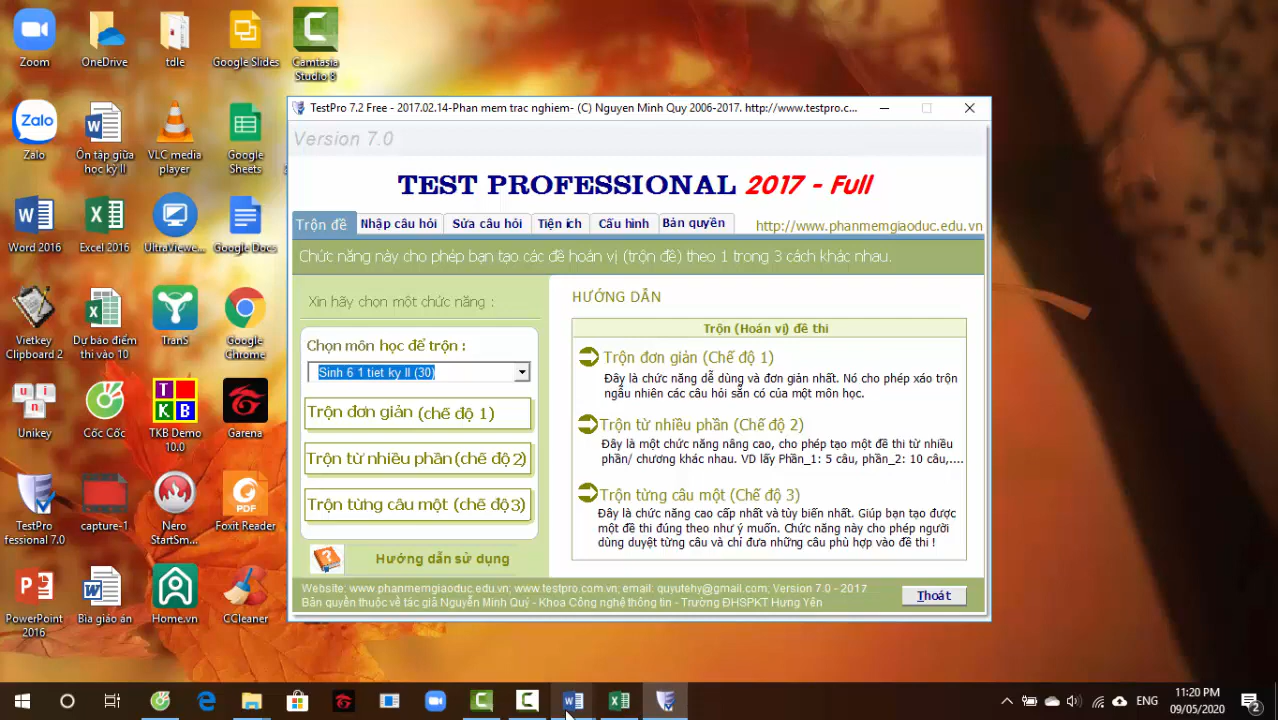 Zoom
OneDrive
tdle
Google Slides
Camtasia Studio 8
Zalo
Zalo
Ôn tập giữa học kỳ II
VLC media player
Google Sheets
Word 2016
Excel 2016
UltraViewe...
Google Docs
Vietkey Clipboard 2
Dự báo điểm thi vào 10
TranS
Google Chrome
Unikey
Cốc Cốc
TKB Demo 10.0
Garena
TestPro fessional 7.0
capture-1
Nero StartSm...
Foxit Reader
PowerPoint 2016
Bìa giáo án
Home.vn
CCleaner
TestPro 7.2 Free - 2017.02.14-Phan mem trac nghiem- (C) Nguyen Minh Quy 2006-2017. http://www.testpro.c...
Version 7.0
TEST PROFESSIONAL 2017 - Full
Trộn đề
Nhập câu hỏi
Sửa câu hỏi
Tiện ích
Cấu hình
Bản quyền
http://www.phanmemgiaoduc.edu.vn
Chức năng này cho phép bạn tạo các đề hoán vị (trộn đề) theo 1 trong 3 cách khác nhau.
Xin hãy chọn một chức năng :
Chọn môn học để trộn :
Sinh 6 1 tiet ky II (30)
Trộn đơn giản (chế độ 1)
Trộn từ nhiều phần (chế độ 2)
Trộn từng câu một (chế độ 3)
Hướng dẫn sử dụng
HƯỚNG DẪN
Trộn (Hoán vị) đề thi
Trộn đơn giản (Chế độ 1)
Đây là chức năng dễ dùng và đơn giản nhất. Nó cho phép xáo trộn
ngẫu nhiên các câu hỏi sẵn có của một môn học.
Trộn từ nhiều phần (Chế độ 2)
Đây là một chức năng nâng cao, cho phép tạo một đề thi từ nhiều
phần/ chương khác nhau. VD lấy Phần_1: 5 câu, phần_2: 10 câu,....
Trộn từng câu một (Chế độ 3)
Đây là chức năng cao cấp nhất và tùy biến nhất. Giúp bạn tạo được
một đề thi đúng theo như ý muốn. Chức năng này cho phép người
dùng duyệt từng câu và chỉ đưa những câu phù hợp vào đề thi !
Website: www.phanmemgiaoduc.edu.vn; www.testpro.com.vn; email: quyutehy@gmail.com; Version 7.0 - 2017
Bản quyền thuộc về tác giả Nguyễn Minh Quý - Khoa Công nghệ thông tin - Trường ĐHSPKT Hưng Yên
Thoát
ENG
11:20 PM
09/05/2020
2